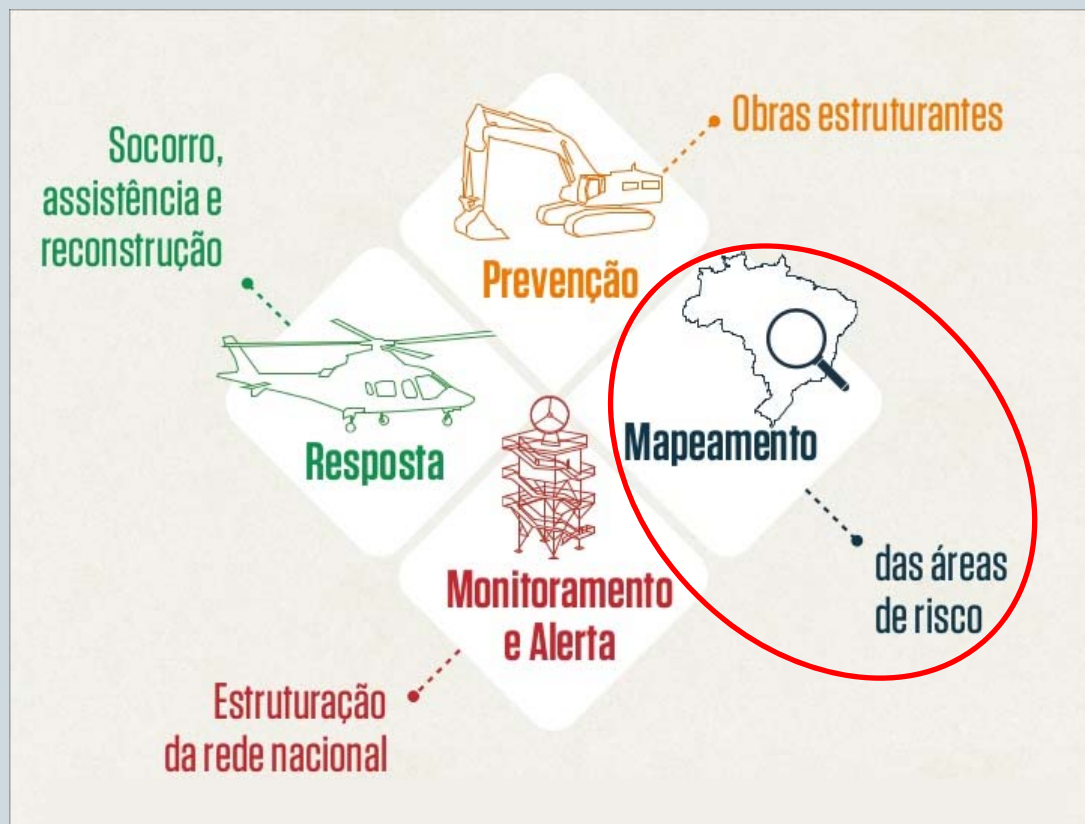 Obras estruturantes
Prevenção
Socorro,
assistência e
reconstrução
Resposta
Mapeamento
das áreas
de risco
Monitoramento
e Alerta
Estruturação
da rede nacional